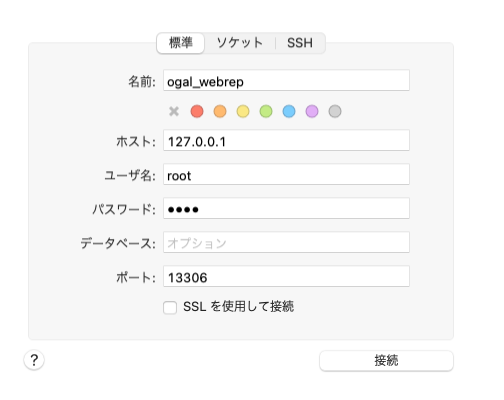 標準 ソケット SSH
名前: ogal_webrep
ホスト: 127.0.0.1
ユーザ名: root
パスワード: ●●●●
データベース: オプション
ポート: 13306
SSL を使用して接続
? 接続